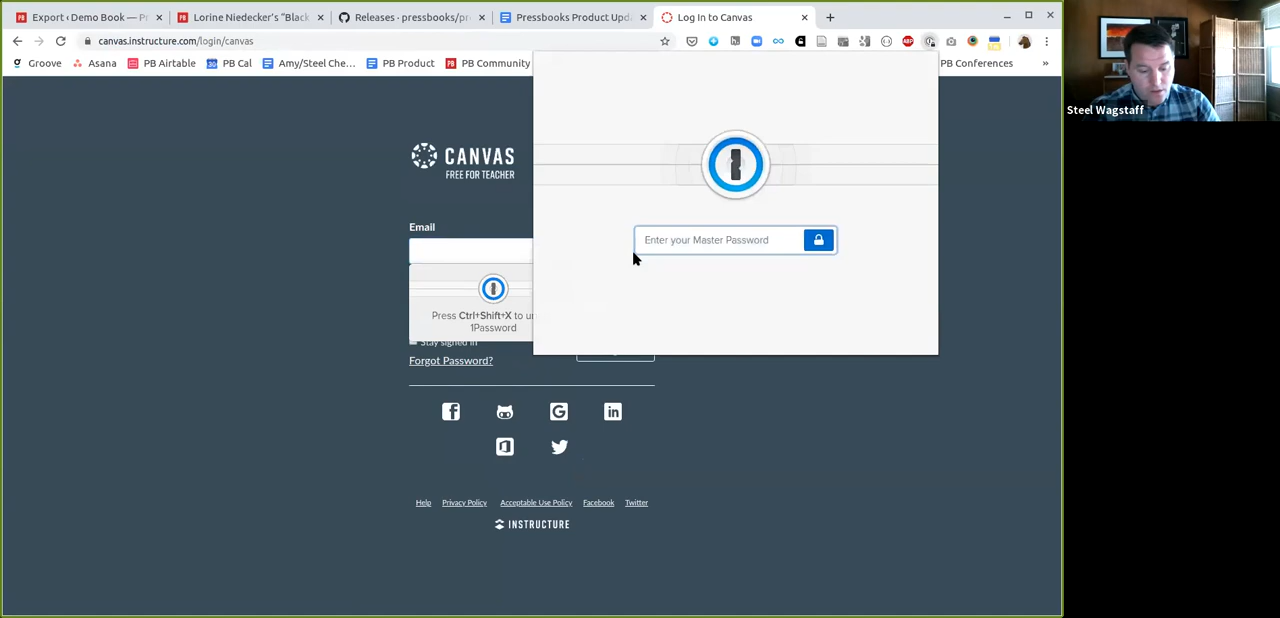 Export ‹ Demo Book — Pr
Lorine Niedecker's "Black
Releases · pressbooks/pr
Pressbooks Product Upd
Log In to Canvas
canvas.instructure.com/login/canvas
Groove
Asana
PB Airtable
PB Cal
Amy/Steel Che...
PB Product
PB Community
PB Conferences
»
Steel Wagstaff
CANVAS
FREE FOR TEACHER
Email
Enter your Master Password
Press Ctrl+Shift+X to un
1Password
Stay signed in
Forgot Password?
Help
Privacy Policy
Acceptable Use Policy
Facebook
Twitter
INSTRUCTURE